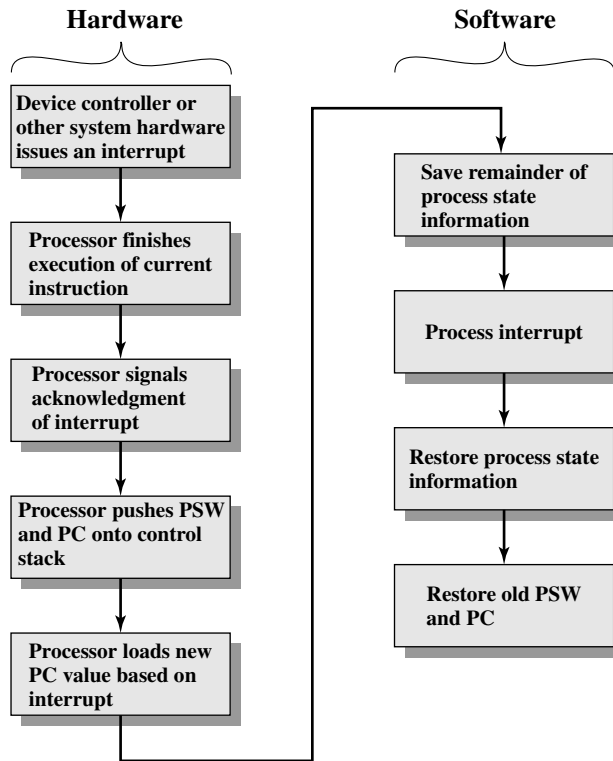 Hardware
Device controller or
other system hardware
issues an interrupt
Processor finishes
execution of current
instruction
Processor signals
acknowledgment
of interrupt
Processor pushes PSW
and PC onto control
stack
Processor loads new
PC value based on
interrupt
Software
Save remainder of
process state
information
Process interrupt
Restore process state
information
Restore old PSW
and PC